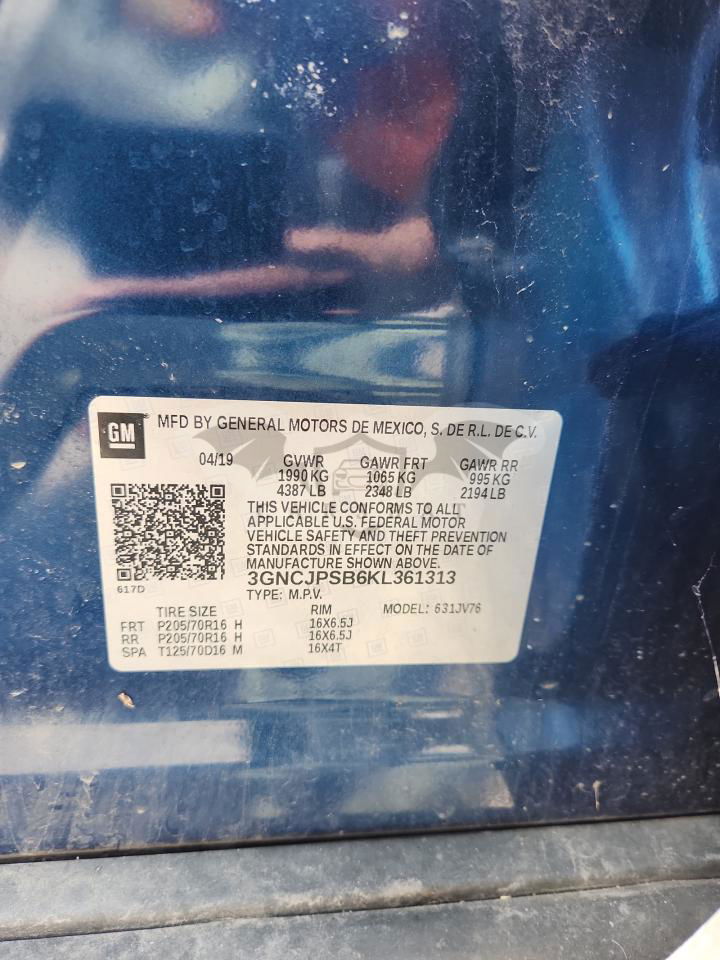 GM
MFD BY GENERAL MOTORS DE MEXICO, S. DE R.L. DE C.V.
04/19 GVWR GAWR FRT GAWR RR
1990 KG 1065 KG 995 KG
4387 LB 2348 LB 2194 LB
THIS VEHICLE CONFORMS TO ALL
APPLICABLE U.S. FEDERAL MOTOR
VEHICLE SAFETY AND THEFT PREVENTION
STANDARDS IN EFFECT ON THE DATE OF
MANUFACTURE SHOWN ABOVE.
617D
3GNCJPSB6KL361313
TYPE: M.P.V.
TIRE SIZE RIM MODEL: 631JV76
FRT P205/70R16 H 16X6.5J
RR P205/70R16 H 16X6.5J
SPA T125/70D16 M 16X4T